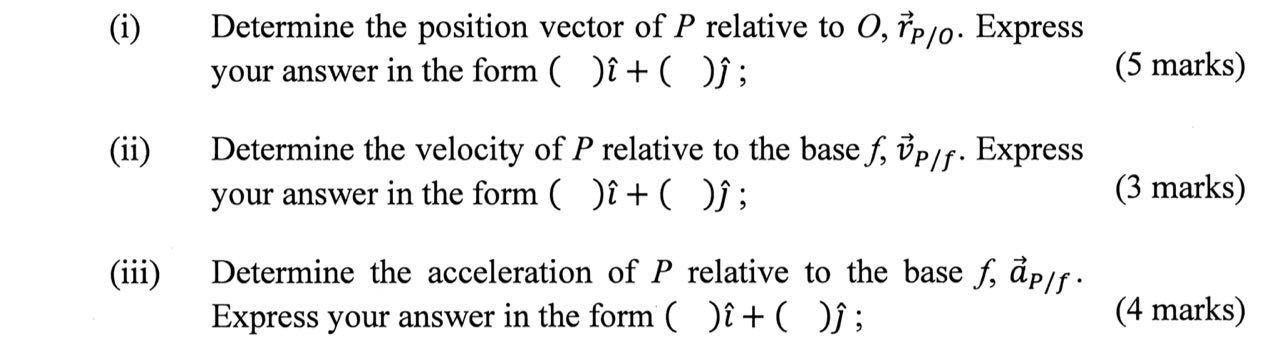 (i) Determine the position vector of P relative to O, r⃗P/O. Express
your answer in the form ( )î + ( )ĵ ; (5 marks)
(ii) Determine the velocity of P relative to the base f, v⃗P/f. Express
your answer in the form ( )î + ( )ĵ ; (3 marks)
(iii) Determine the acceleration of P relative to the base f, a⃗P/f.
Express your answer in the form ( )î + ( )ĵ ; (4 marks)